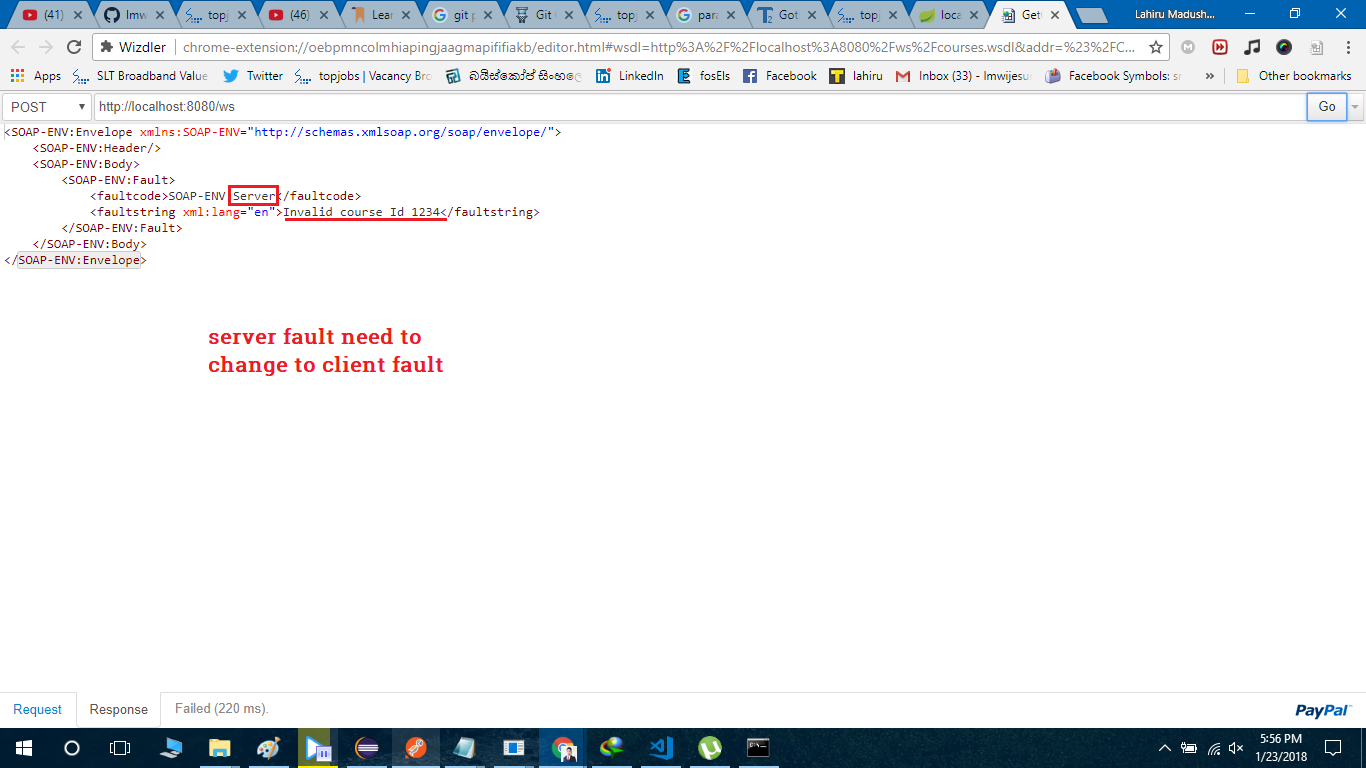 (41) Imw topj (46) Lear git p Git topj para Got topj loca Get
Lahiru Madush...
Wizdler chrome-extension://oebpmncolmhiapingjaagmapififiakb/editor.html#wsdl=http%3A%2F%2Flocalhost%3A8080%2Fws%2Fcourses.wsdl&addr=%23%2FC...
Apps SLT Broadband Value Twitter topjobs | Vacancy Bro බයිස්කෝප් සිංහලෙ LinkedIn fosEls Facebook lahiru Inbox (33) - Imwijesu Facebook Symbols: sn » Other bookmarks
POST http://localhost:8080/ws Go
<SOAP-ENV:Envelope xmlns:SOAP-ENV="http://schemas.xmlsoap.org/soap/envelope/">
<SOAP-ENV:Header/>
<SOAP-ENV:Body>
<SOAP-ENV:Fault>
<faultcode>SOAP-ENV:Server</faultcode>
<faultstring xml:lang="en">Invalid course Id 1234</faultstring>
</SOAP-ENV:Fault>
</SOAP-ENV:Body>
</SOAP-ENV:Envelope>
server fault need to
change to client fault
Request Response Failed (220 ms). PayPal
5:56 PM
1/23/2018